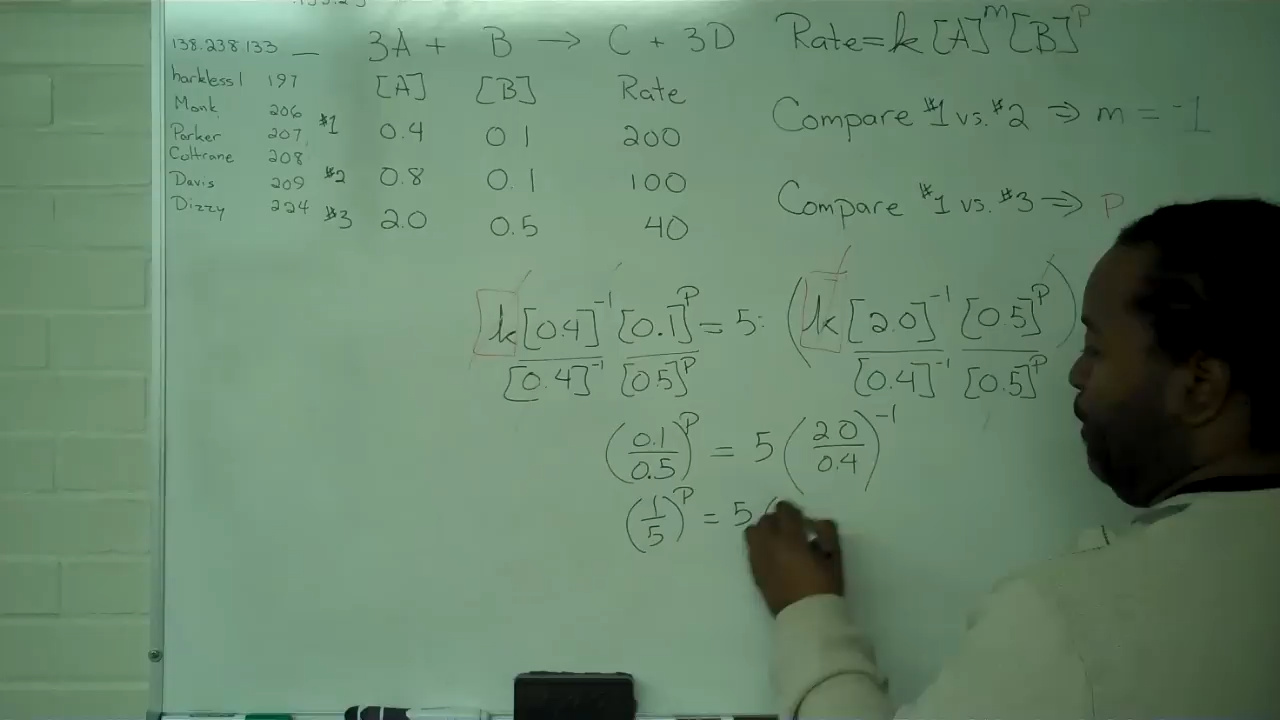 3A + B → C + 3D Rate=k[A]^m[B]^P
138.238.133 __
harkless1 197
Monk 206
Parker 207
Coltrane 208
Davis 209
Dizzy 224
[A] [B] Rate
#1 0.4 0.1 200
#2 0.8 0.1 100
#3 2.0 0.5 40
Compare #1 vs. #2 ⇒ m = -1
Compare #1 vs. #3 ⇒ P
k[0.4]^-1 [0.1]^P = 5· (k[2.0]^-1 [0.5]^P)
[0.4]^-1 [0.5]^P [0.4]^-1 [0.5]^P
(0.1/0.5)^P = 5(2.0/0.4)^-1
(1/5)^P = 5(